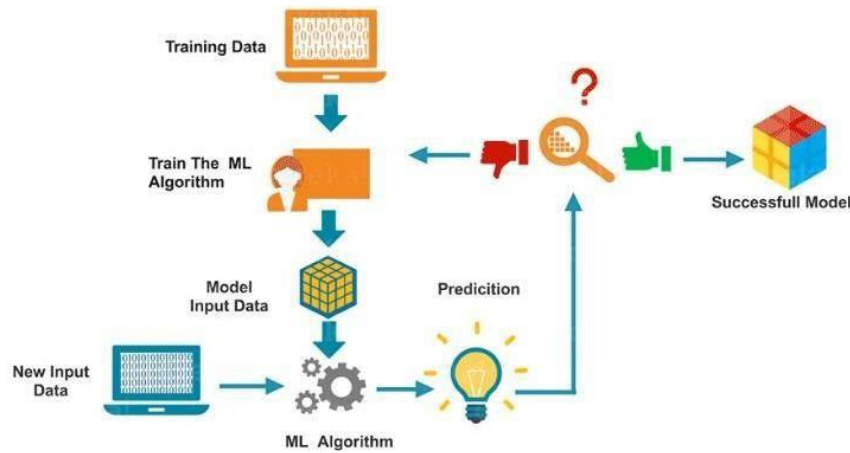 Training Data
Train The ML
Algorithm
Successfull Model
Model
Input Data
Predicition
New Input
Data
ML Algorithm